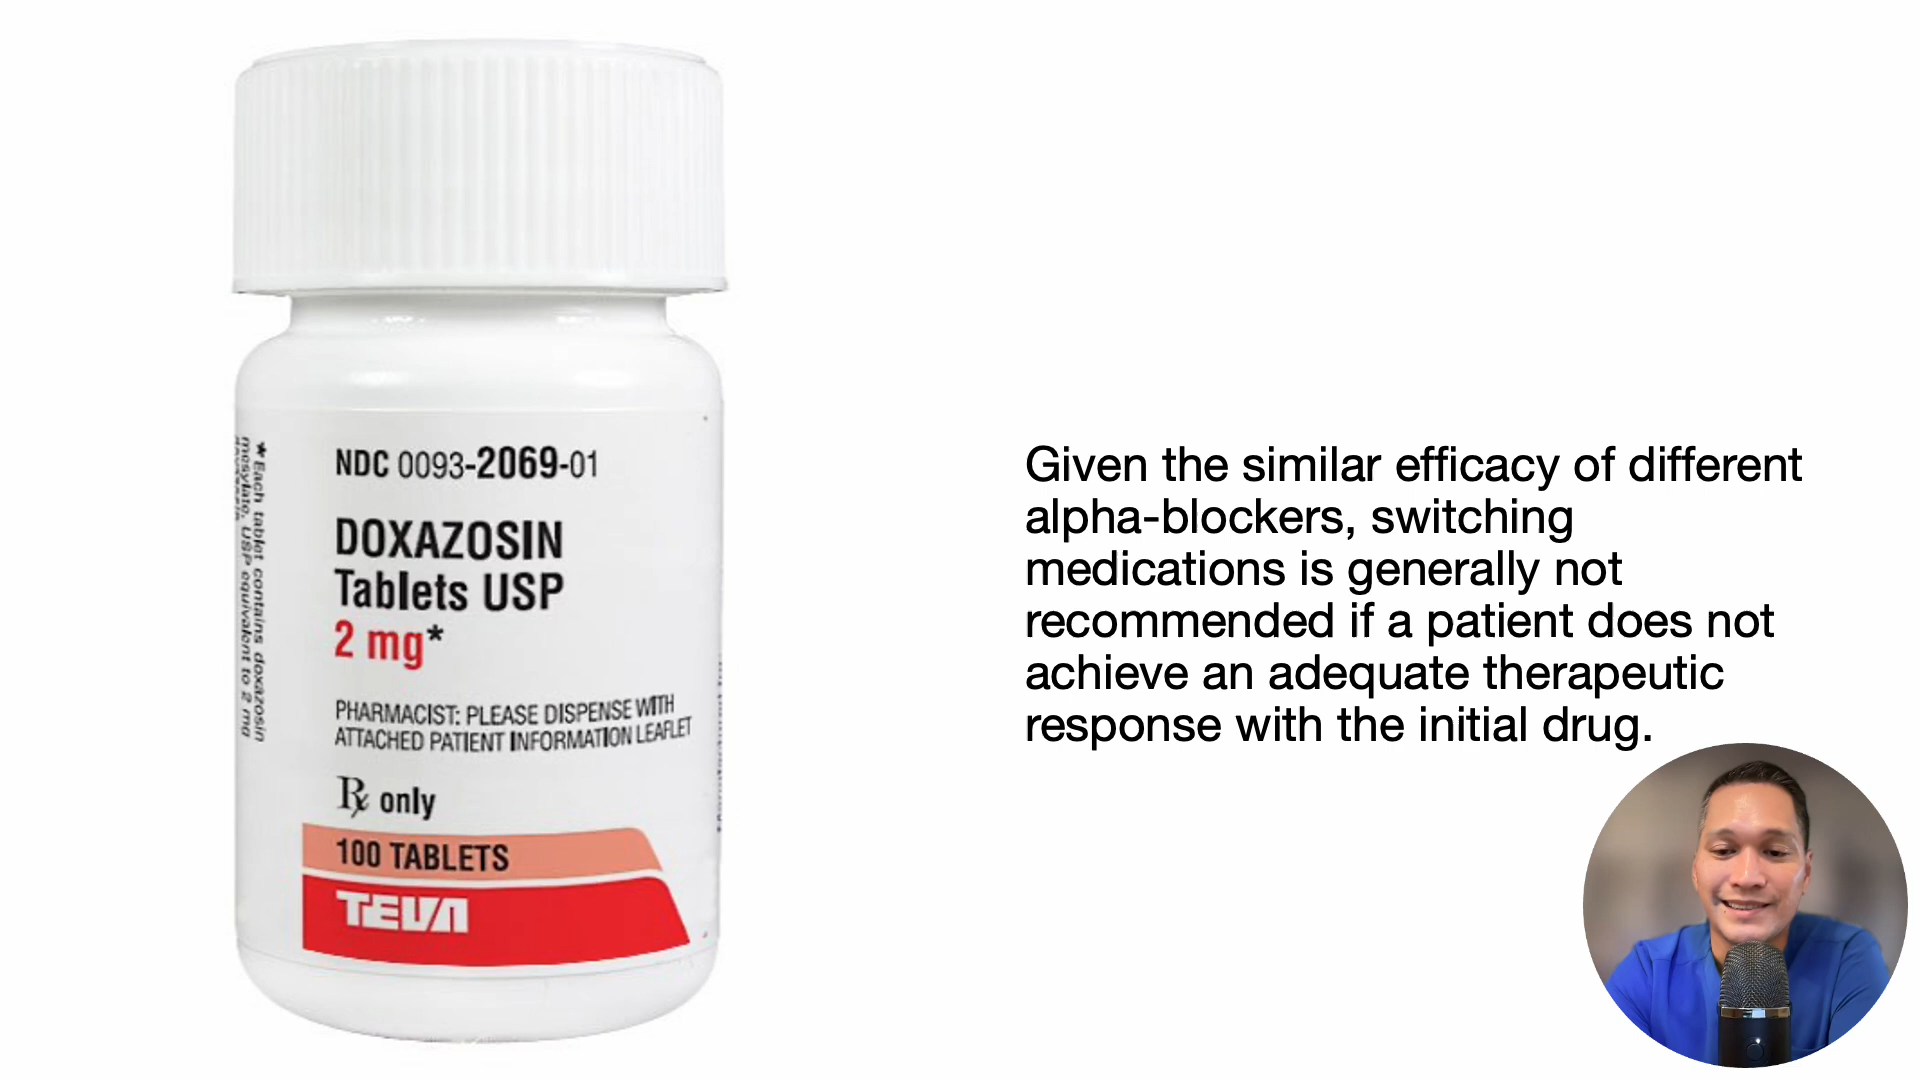 NDC 0093-2069-01
DOXAZOSIN
Tablets USP
2 mg*
PHARMACIST: PLEASE DISPENSE WITH
ATTACHED PATIENT INFORMATION LEAFLET
Rx only
100 TABLETS
TEVA
*Each tablet contains doxazosin
mesylate, USP equivalent to 2 mg
Given the similar efficacy of different
alpha-blockers, switching
medications is generally not
recommended if a patient does not
achieve an adequate therapeutic
response with the initial drug.